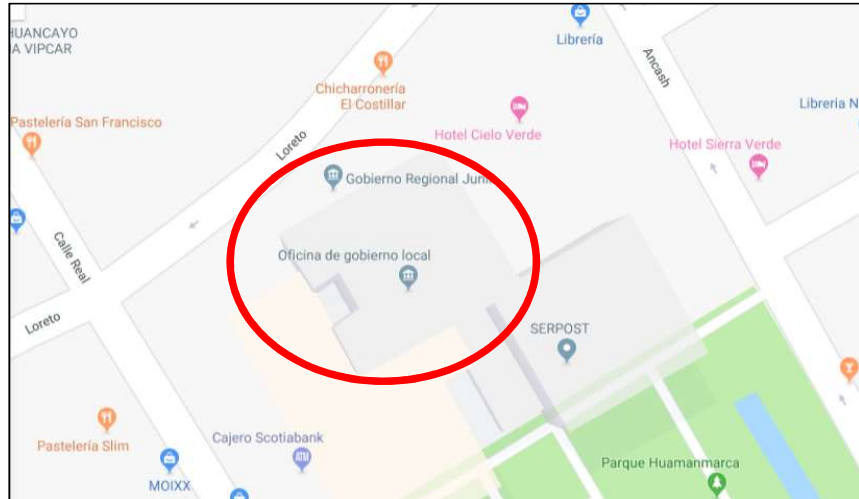 HUANCAYO
A VIPCAR
Librería
Ancash
Chicharronería
El Costillar
Libreria N
Pastelería San Francisco
Hotel Cielo Verde
Hotel Sierra Verde
Loreto
Gobierno Regional Juni
Calle Real
Oficina de gobierno local
Loreto
SERPOST
Pastelería Slim
Cajero Scotiabank
ATM
MOIXX
Parque Huamanmarca